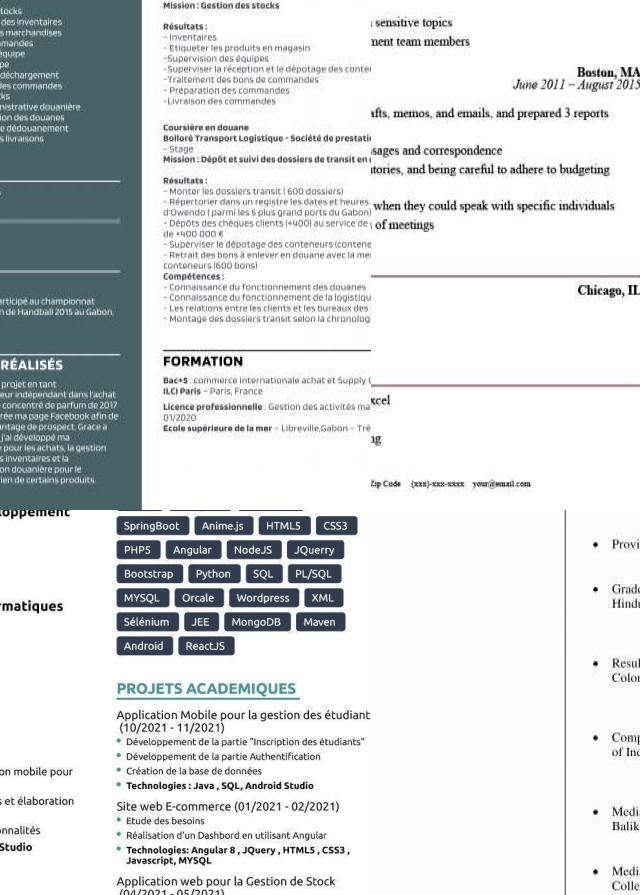 tocks
des inventaires
s marchandises
mmandes
équipe
pe
déchargement
des commandes
ks
nistrative douanière
ion des douanes
e dédouanement
s livraisons
articipé au championnat
n de Handball 2015 au Gabon,
RÉALISÉS
projet en tant
eur indépendant dans l'achat
concentré de parfum de 2017
rée ma page Facebook afin de
antage de prospect. Grace a
j'ai développé ma
pour les achats, la gestion
s inventaires et la
on douanière pour le
ien de certains produits.
Mission : Gestion des stocks
Résultats :
- Inventaires
- Etiqueter les produits en magasin
-Supervision des équipes
-Superviser la réception et le dépotage des conte
-Traitement des bons de commandes
- Préparation des commandes
-Livraison des commandes
Coursière en douane
Bolloré Transport Logistique - Société de prestati
- Stage
Mission : Dépôt et suivi des dossiers de transit en
Résultats :
- Monter les dossiers transit ( 600 dossiers)
- Répertorier dans un registre les dates et heures
d'Owendo ( parmi les 5 plus grand ports du Gabon)
- Dépôts des chèques clients (+400) au service de
de +400 000 €
- Superviser le dépotage des conteneurs (contene
- Retrait des bons à enlever en douane avec la me
conteneurs (600 bons)
Compétences :
- Connaissance du fonctionnement des douanes
- Connaissance du fonctionnement de la logistiqu
- Les relations entre les clients et les bureaux des
- Montage des dossiers transit selon la chronolog
FORMATION
Bac+5 : commerce internationale achat et Supply C
ILCI Paris – Paris, France
Licence professionnelle : Gestion des activités ma
01/2020
Ecole supérieure de la mer – Libreville,Gabon – Trè
sensitive topics
ment team members
Boston, MA
June 2011 – August 2015
afts, memos, and emails, and prepared 3 reports
sages and correspondence
atories, and being careful to adhere to budgeting
when they could speak with specific individuals
of meetings
Chicago, IL
xcel
ng
Zip Code (xxx)-xxx-xxxx your@email.com
loppement
rmatiques
on mobile pour
s et élaboration
onnalités
Studio
SpringBoot Anime.js HTML5 CSS3
PHP5 Angular NodeJS JQuerry
Bootstrap Python SQL PL/SQL
MYSQL Orcale Wordpress XML
Sélénium JEE MongoDB Maven
Android ReactJS
PROJETS ACADEMIQUES
Application Mobile pour la gestion des étudiant
(10/2021 - 11/2021)
Développement de la partie "Inscription des étudiants"
Développement de la partie Authentification
Création de la base de données
Technologies : Java , SQL, Android Studio
Site web E-commerce (01/2021 - 02/2021)
Etude des besoins
Réalisation d'un Dashbord en utilisant Angular
Technologies: Angular 8 , JQuery , HTML5 , CSS3 ,
Javascript, MYSQL
Application web pour la Gestion de Stock
(04/2021 - 05/2021)
• Provi
• Grade
Hindu
• Resul
Color
• Comp
of Inc
• Media
Balik
• Media
Colle